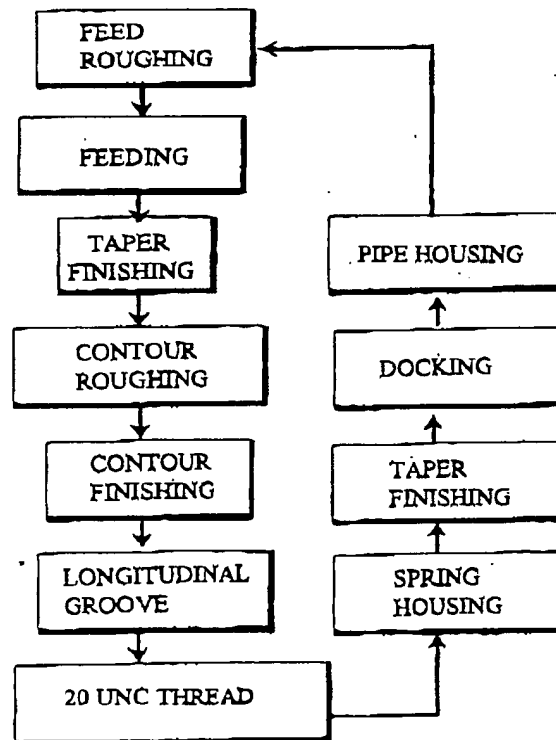 FEED
ROUGHING
FEEDING
TAPER
FINISHING
CONTOUR
ROUGHING
CONTOUR
FINISHING
LONGITUDINAL
GROOVE
20 UNC THREAD
SPRING
HOUSING
TAPER
FINISHING
DOCKING
PIPE HOUSING